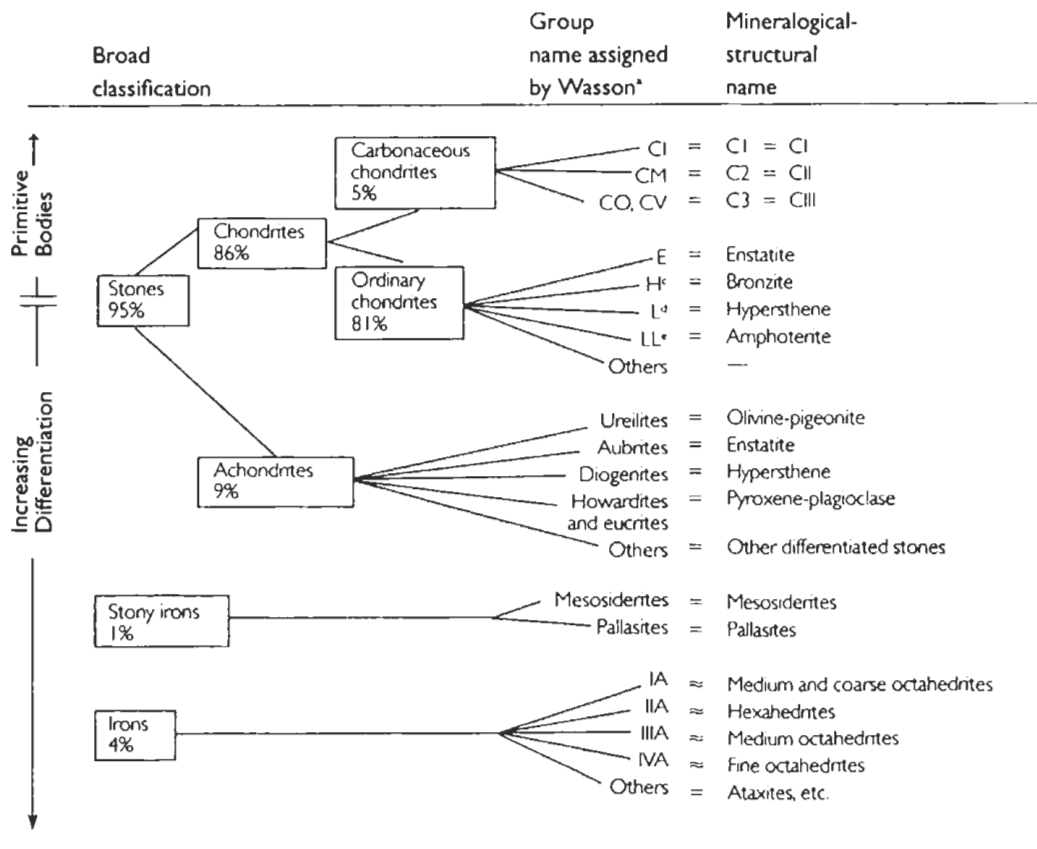 Broad
classification
Group
name assigned
by Wassonᵃ
Mineralogical-
structural
name
Primitive
Bodies
Increasing
Differentiation
Stones
95%
Chondrites
86%
Carbonaceous
chondrites
5%
CI = C1 = CI
CM = C2 = CII
CO, CV = C3 = CIII
Ordinary
chondrites
81%
E = Enstatite
Hᶜ = Bronzite
Lᵈ = Hypersthene
LLᵉ = Amphoterite
Others —
Achondrites
9%
Ureilites = Olivine-pigeonite
Aubrites = Enstatite
Diogenites = Hypersthene
Howardites = Pyroxene-plagioclase
and eucrites
Others = Other differentiated stones
Stony irons
1%
Mesosiderites = Mesosiderites
Pallasites = Pallasites
Irons
4%
IA ≈ Medium and coarse octahedrites
IIA ≈ Hexahedrites
IIIA ≈ Medium octahedrites
IVA ≈ Fine octahedrites
Others = Ataxites, etc.